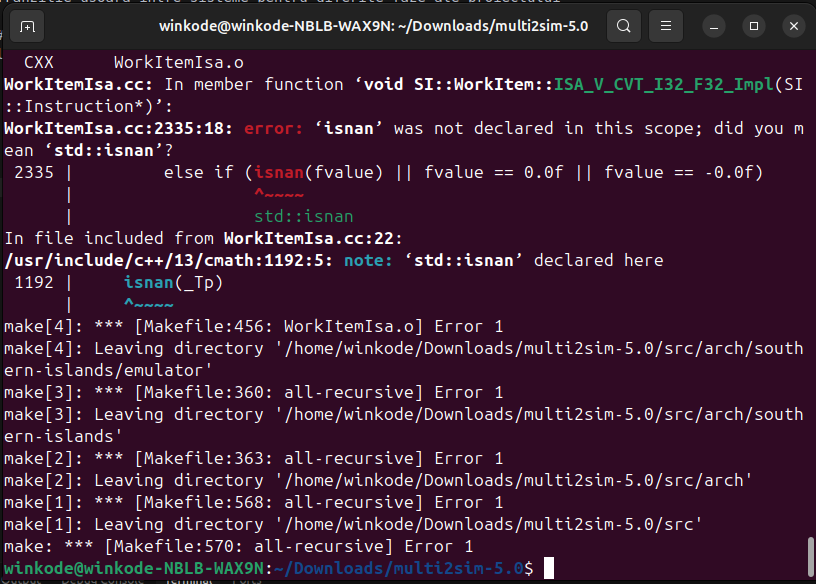 winkode@winkode-NBLB-WAX9N: ~/Downloads/multi2sim-5.0
CXX      WorkItemIsa.o
WorkItemIsa.cc: In member function ‘void SI::WorkItem::ISA_V_CVT_I32_F32_Impl(SI
::Instruction*)’:
WorkItemIsa.cc:2335:18: error: ‘isnan’ was not declared in this scope; did you m
ean ‘std::isnan’?
 2335 |         else if (isnan(fvalue) || fvalue == 0.0f || fvalue == -0.0f)
      |                  ^~~~~
      |                  std::isnan
In file included from WorkItemIsa.cc:22:
/usr/include/c++/13/cmath:1192:5: note: ‘std::isnan’ declared here
 1192 |     isnan(_Tp)
      |     ^~~~~
make[4]: *** [Makefile:456: WorkItemIsa.o] Error 1
make[4]: Leaving directory '/home/winkode/Downloads/multi2sim-5.0/src/arch/south
ern-islands/emulator'
make[3]: *** [Makefile:360: all-recursive] Error 1
make[3]: Leaving directory '/home/winkode/Downloads/multi2sim-5.0/src/arch/south
ern-islands'
make[2]: *** [Makefile:363: all-recursive] Error 1
make[2]: Leaving directory '/home/winkode/Downloads/multi2sim-5.0/src/arch'
make[1]: *** [Makefile:568: all-recursive] Error 1
make[1]: Leaving directory '/home/winkode/Downloads/multi2sim-5.0/src'
make: *** [Makefile:570: all-recursive] Error 1
winkode@winkode-NBLB-WAX9N:~/Downloads/multi2sim-5.0$